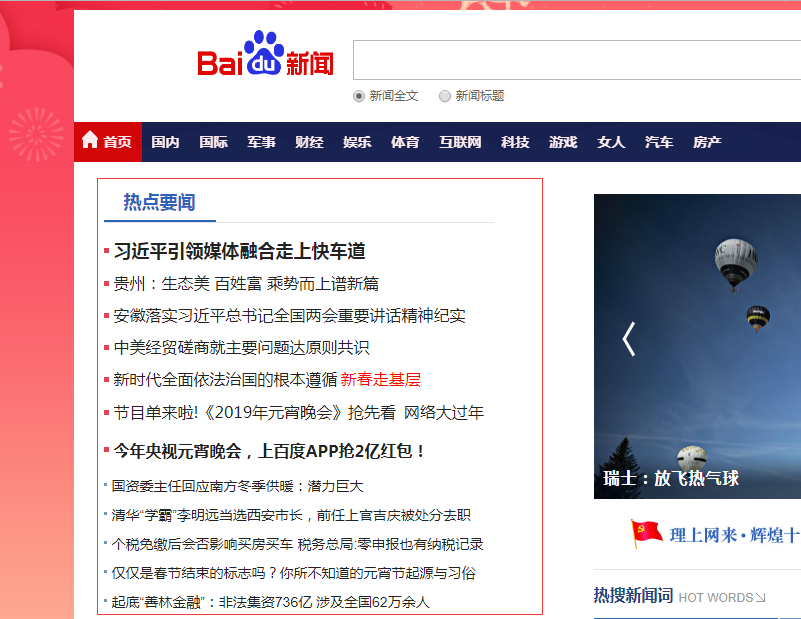 Bai du 新闻
新闻全文 新闻标题
首页 国内 国际 军事 财经 娱乐 体育 互联网 科技 游戏 女人 汽车 房产
热点要闻
习近平引领媒体融合走上快车道
贵州：生态美 百姓富 乘势而上谱新篇
安徽落实习近平总书记全国两会重要讲话精神纪实
中美经贸磋商就主要问题达原则共识
新时代全面依法治国的根本遵循 新春走基层
节目单来啦!《2019年元宵晚会》抢先看 网络大过年
今年央视元宵晚会，上百度APP抢2亿红包！
国资委主任回应南方冬季供暖：潜力巨大
清华“学霸”李明远当选西安市长，前任上官吉庆被处分去职
个税免缴后会否影响买房买车 税务总局:零申报也有纳税记录
仅仅是春节结束的标志吗？你所不知道的元宵节起源与习俗
起底“善林金融”：非法集资736亿 涉及全国62万余人
瑞士：放飞热气球
理上网来·辉煌十
热搜新闻词 HOT WORDS